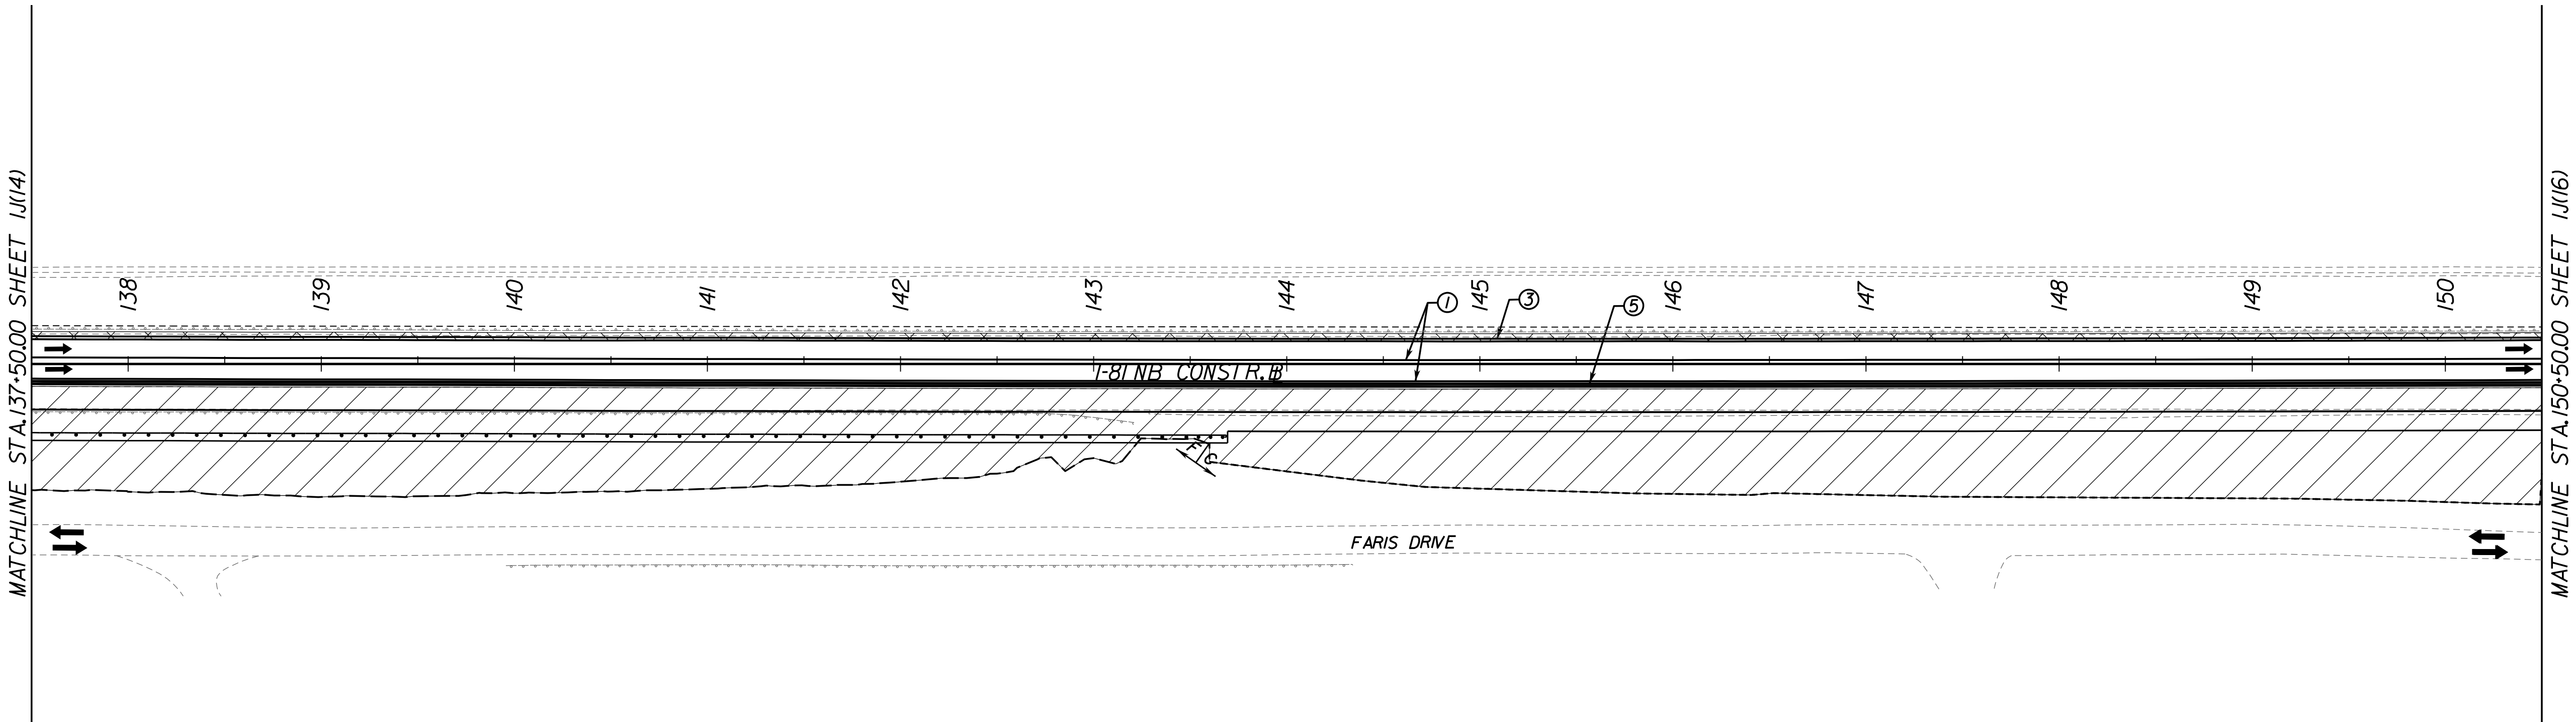 MATCHLINE STA. 137+50.00 SHEET 1J(14)
138
139
140
141
142
143
144
145
146
147
148
149
150
1
3
5
I-81 NB CONSTR. BL
F
C
FARIS DRIVE
MATCHLINE STA. 150+50.00 SHEET 1J(16)